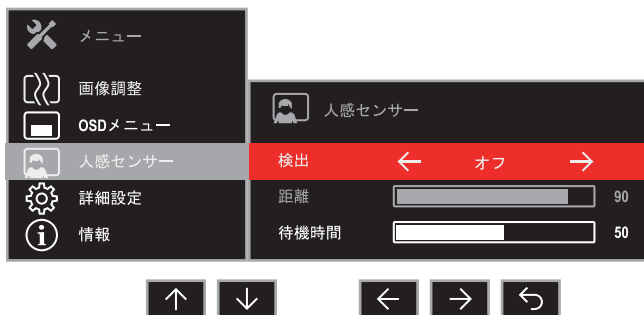 メニュー
画像調整
OSDメニュー
人感センサー
詳細設定
情報
人感センサー
検出 オフ
距離 90
待機時間 50